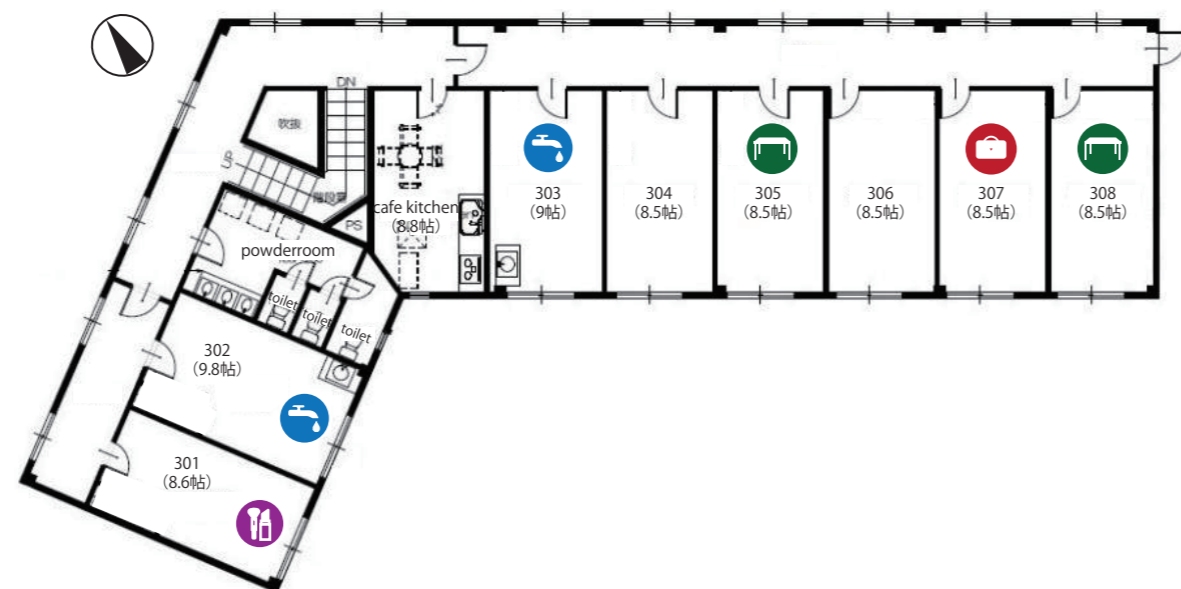 DN
吹抜
UP
階段室
PS
cafe kitchen
(8.8帖)
303
(9帖)
304
(8.5帖)
305
(8.5帖)
306
(8.5帖)
307
(8.5帖)
308
(8.5帖)
powderroom
toilet
toilet
toilet
302
(9.8帖)
301
(8.6帖)